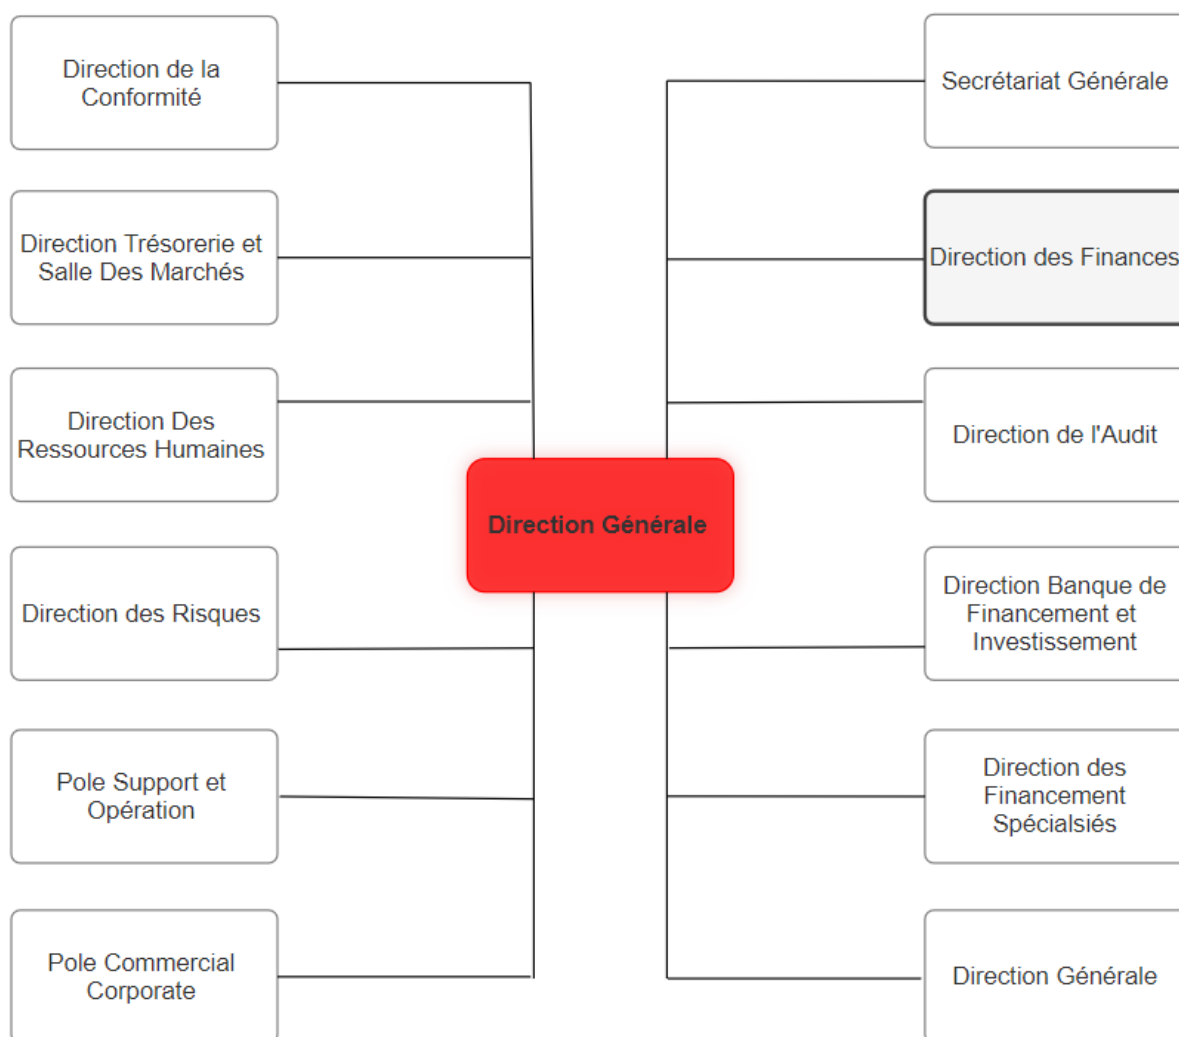 Direction de la
Conformité
Secrétariat Générale
Direction Trésorerie et
Salle Des Marchés
Direction des Finances
Direction Des
Ressources Humaines
Direction de l'Audit
Direction Générale
Direction des Risques
Direction Banque de
Financement et
Investissement
Pole Support et
Opération
Direction des
Financement
Spécialsiés
Pole Commercial
Corporate
Direction Générale